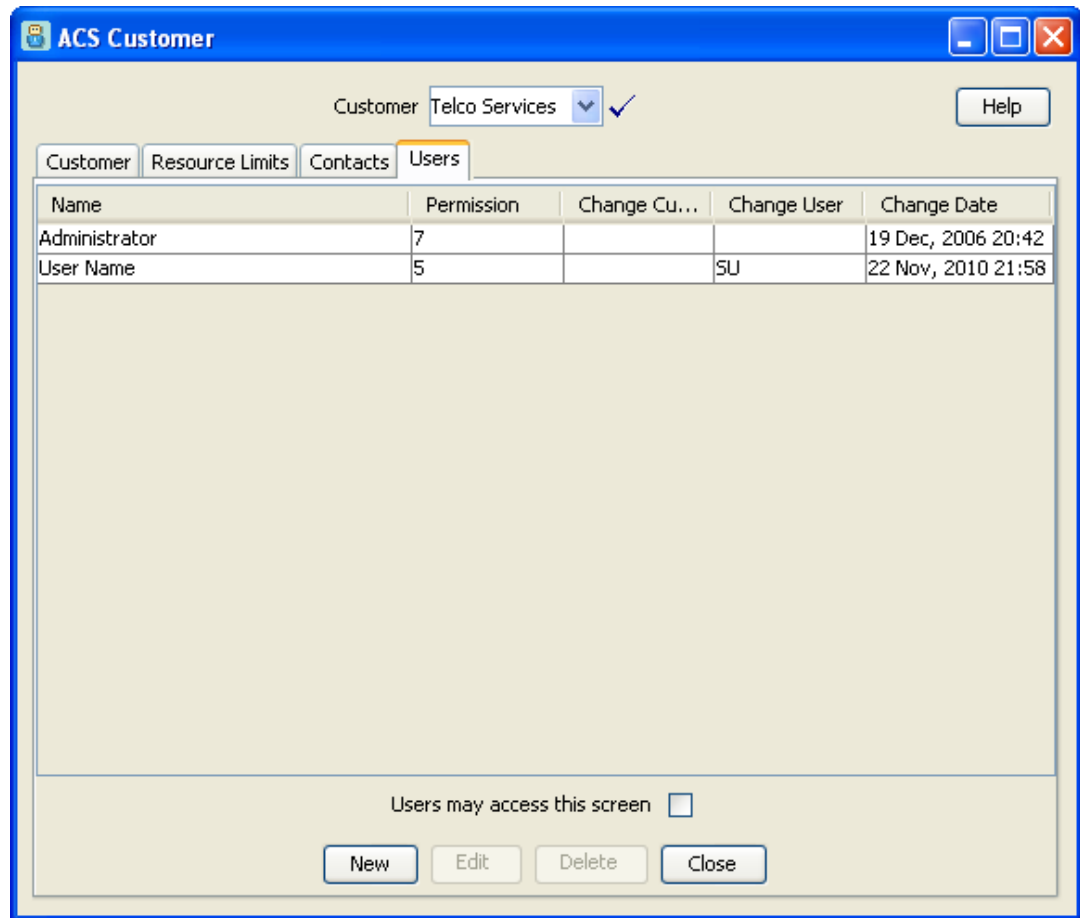 ACS Customer
Customer Telco Services Help
Customer Resource Limits Contacts Users
Name Permission Change Cu... Change User Change Date
Administrator 7 19 Dec, 2006 20:42
User Name 5 SU 22 Nov, 2010 21:58
Users may access this screen
New Edit Delete Close